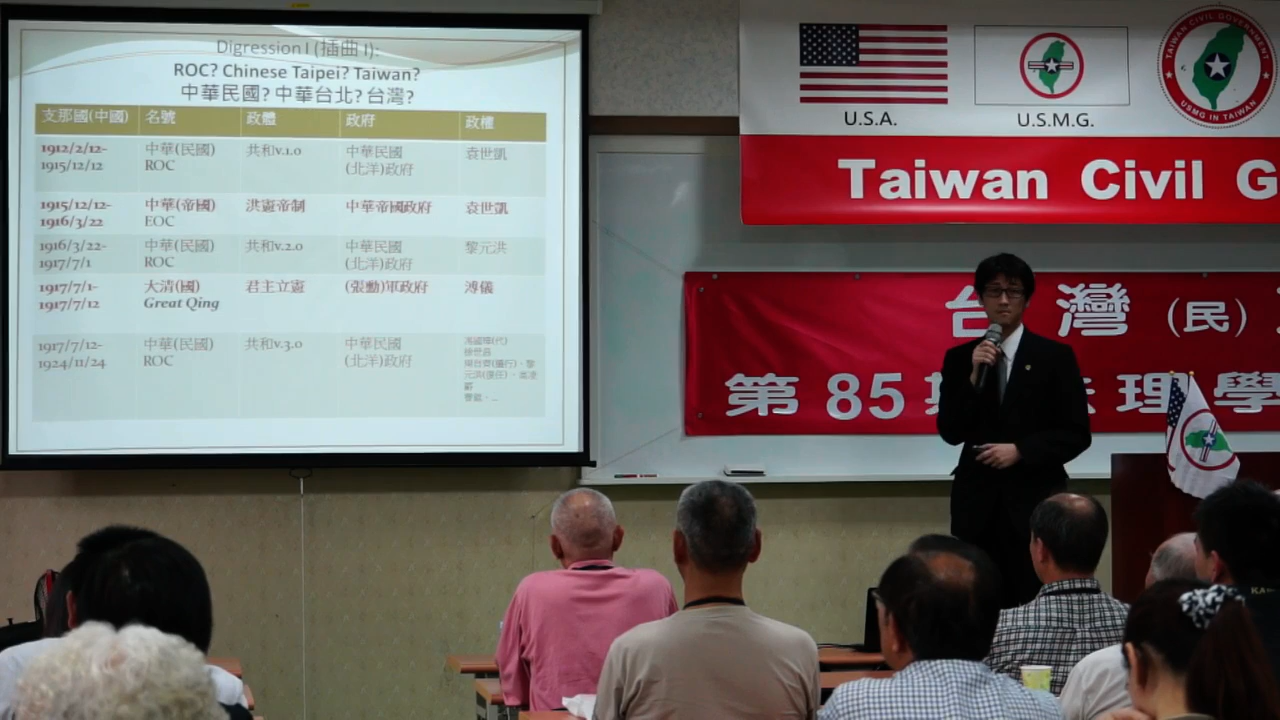 Digression I (插曲 I):
ROC? Chinese Taipei? Taiwan?
中華民國? 中華台北? 台灣?
支那國(中國) 名號 政體 政府 政權
1912/2/12-1915/12/12 中華(民國) ROC 共和v.1.0 中華民國(北洋)政府 袁世凱
1915/12/12-1916/3/22 中華(帝國) EOC 洪憲帝制 中華帝國政府 袁世凱
1916/3/22-1917/7/1 中華(民國) ROC 共和v.2.0 中華民國(北洋)政府 黎元洪
1917/7/1-1917/7/12 大清(國) Great Qing 君主立憲 (張勳)軍政府 溥儀
1917/7/12-1924/11/24 中華(民國) ROC 共和v.3.0 中華民國(北洋)政府
U.S.A.
U.S.M.G.
TAIWAN CIVIL GOVERNMENT
USMG IN TAIWAN
Taiwan Civil G
台灣(民)
第85 理學